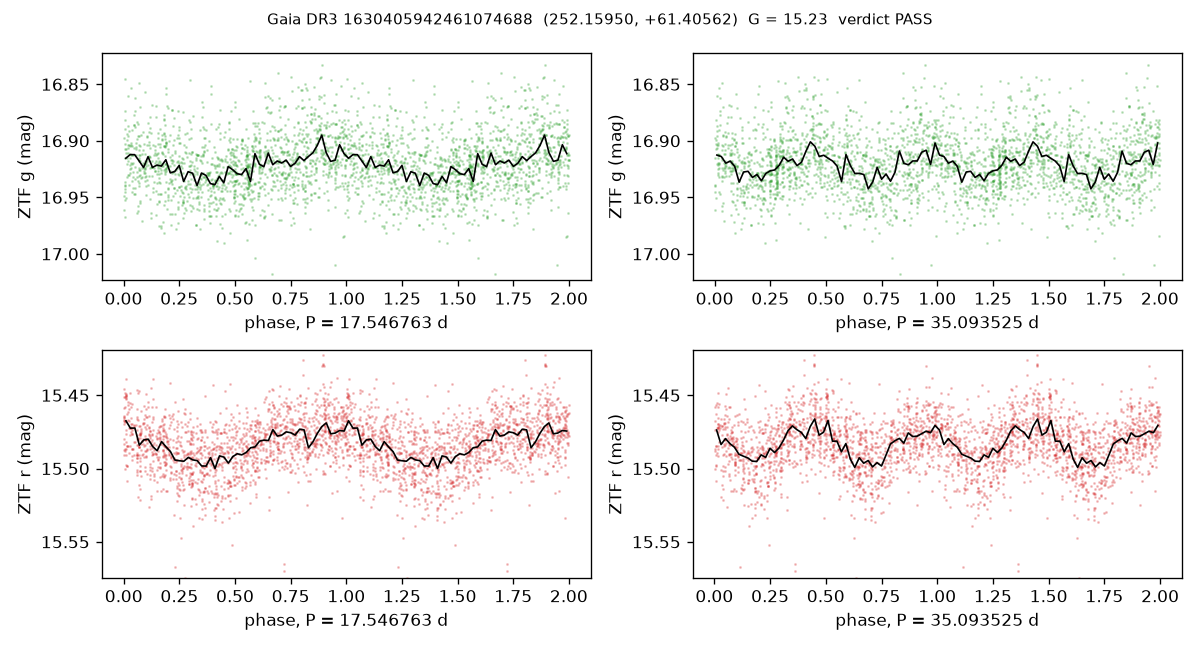 Gaia DR3 1630405942461074688  (252.15950, +61.40562)  G = 15.23  verdict PASS
ZTF g (mag)
16.85
16.90
16.95
17.00
0.00 0.25 0.50 0.75 1.00 1.25 1.50 1.75 2.00
phase, P = 17.546763 d
ZTF g (mag)
16.85
16.90
16.95
17.00
0.00 0.25 0.50 0.75 1.00 1.25 1.50 1.75 2.00
phase, P = 35.093525 d
ZTF r (mag)
15.45
15.50
15.55
0.00 0.25 0.50 0.75 1.00 1.25 1.50 1.75 2.00
phase, P = 17.546763 d
ZTF r (mag)
15.45
15.50
15.55
0.00 0.25 0.50 0.75 1.00 1.25 1.50 1.75 2.00
phase, P = 35.093525 d